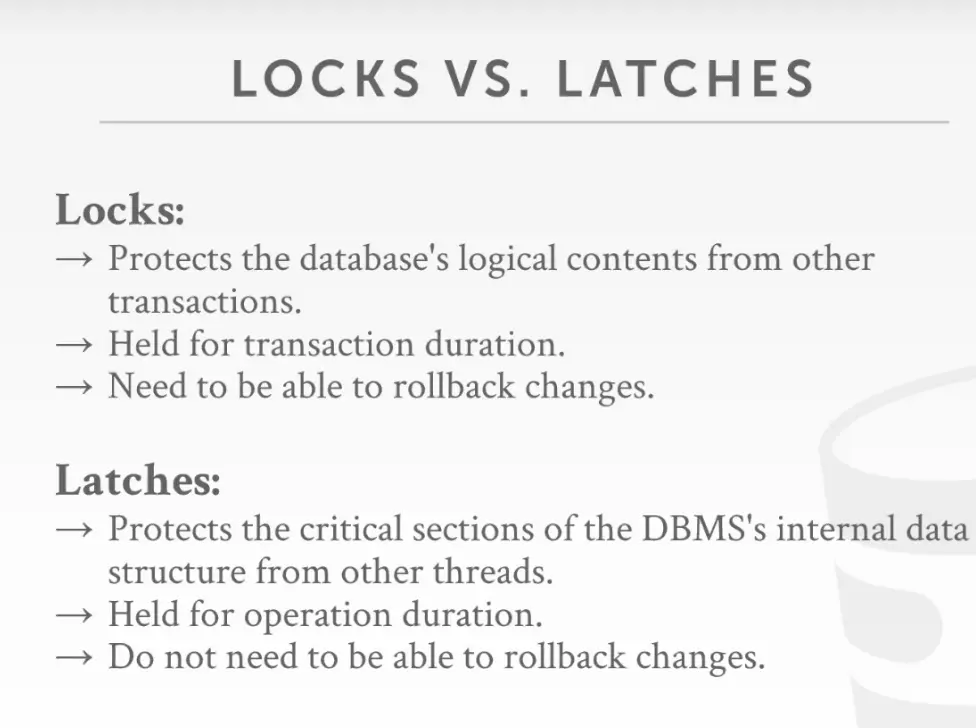 LOCKS VS. LATCHES
Locks:
→ Protects the database's logical contents from other
transactions.
→ Held for transaction duration.
→ Need to be able to rollback changes.
Latches:
→ Protects the critical sections of the DBMS's internal data
structure from other threads.
→ Held for operation duration.
→ Do not need to be able to rollback changes.